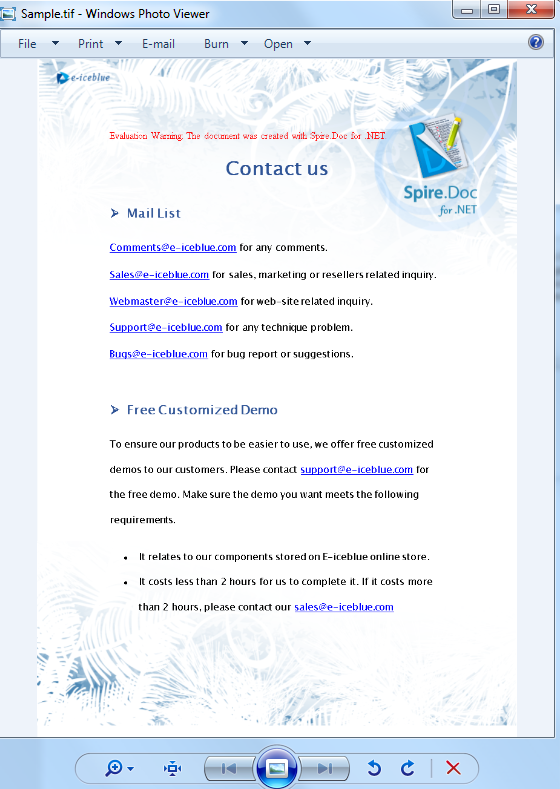 Sample.tif - Windows Photo Viewer
File Print E-mail Burn Open
e-iceblue
Evaluation Warning: The document was created with Spire.Doc for .NET
Contact us
Spire.Doc
for .NET
Mail List
Comments@e-iceblue.com for any comments.
Sales@e-iceblue.com for sales, marketing or resellers related inquiry.
Webmaster@e-iceblue.com for web-site related inquiry.
Support@e-iceblue.com for any technique problem.
Bugs@e-iceblue.com for bug report or suggestions.
Free Customized Demo
To ensure our products to be easier to use, we offer free customized
demos to our customers. Please contact support@e-iceblue.com for
the free demo. Make sure the demo you want meets the following
requirements.
• It relates to our components stored on E-iceblue online store.
• It costs less than 2 hours for us to complete it. If it costs more
than 2 hours, please contact our sales@e-iceblue.com